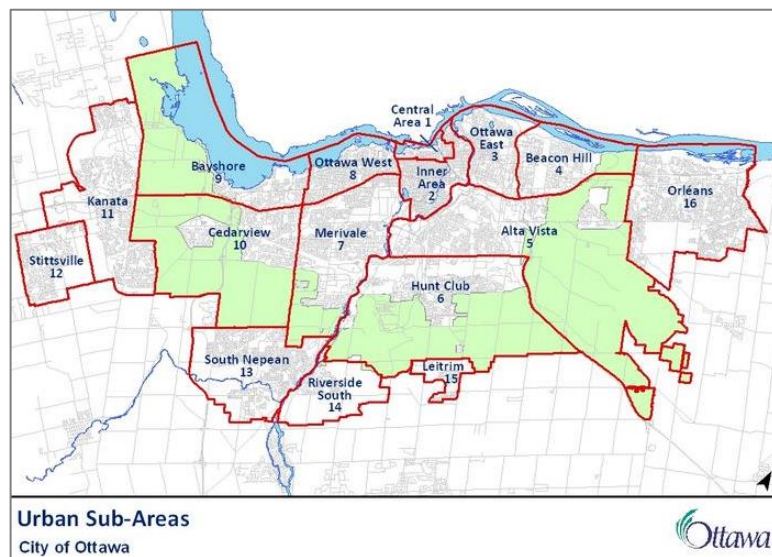 Central
Area 1
Ottawa
East
3
Beacon Hill
4
Ottawa West
8
Inner
Area
2
Bayshore
9
Orléans
16
Kanata
11
Cedarview
10
Merivale
7
Alta Vista
5
Stittsville
12
Hunt Club
6
South Nepean
13
Leitrim
15
Riverside
South
14
Urban Sub-Areas
City of Ottawa
Ottawa